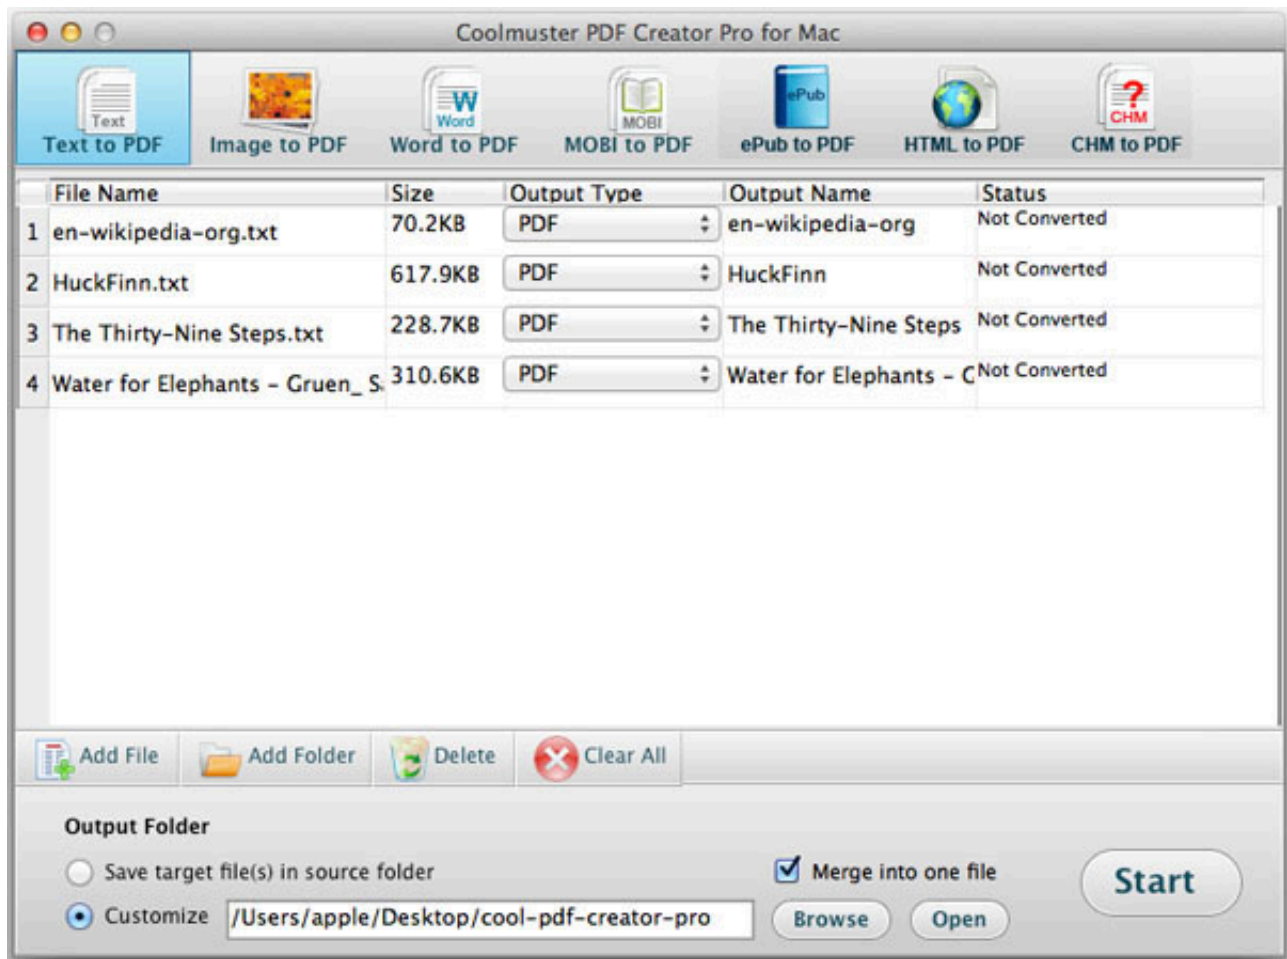 Coolmuster PDF Creator Pro for Mac
Text Word W MOBI ePub ? CHM
Text to PDF Image to PDF Word to PDF MOBI to PDF ePub to PDF HTML to PDF CHM to PDF
File Name Size Output Type Output Name Status
1 en-wikipedia-org.txt 70.2KB PDF en-wikipedia-org Not Converted
2 HuckFinn.txt 617.9KB PDF HuckFinn Not Converted
3 The Thirty-Nine Steps.txt 228.7KB PDF The Thirty-Nine Steps Not Converted
4 Water for Elephants - Gruen_ S 310.6KB PDF Water for Elephants - Not Converted
Add File Add Folder Delete Clear All
Output Folder
Save target file(s) in source folder Merge into one file Start
Customize /Users/apple/Desktop/cool-pdf-creator-pro Browse Open